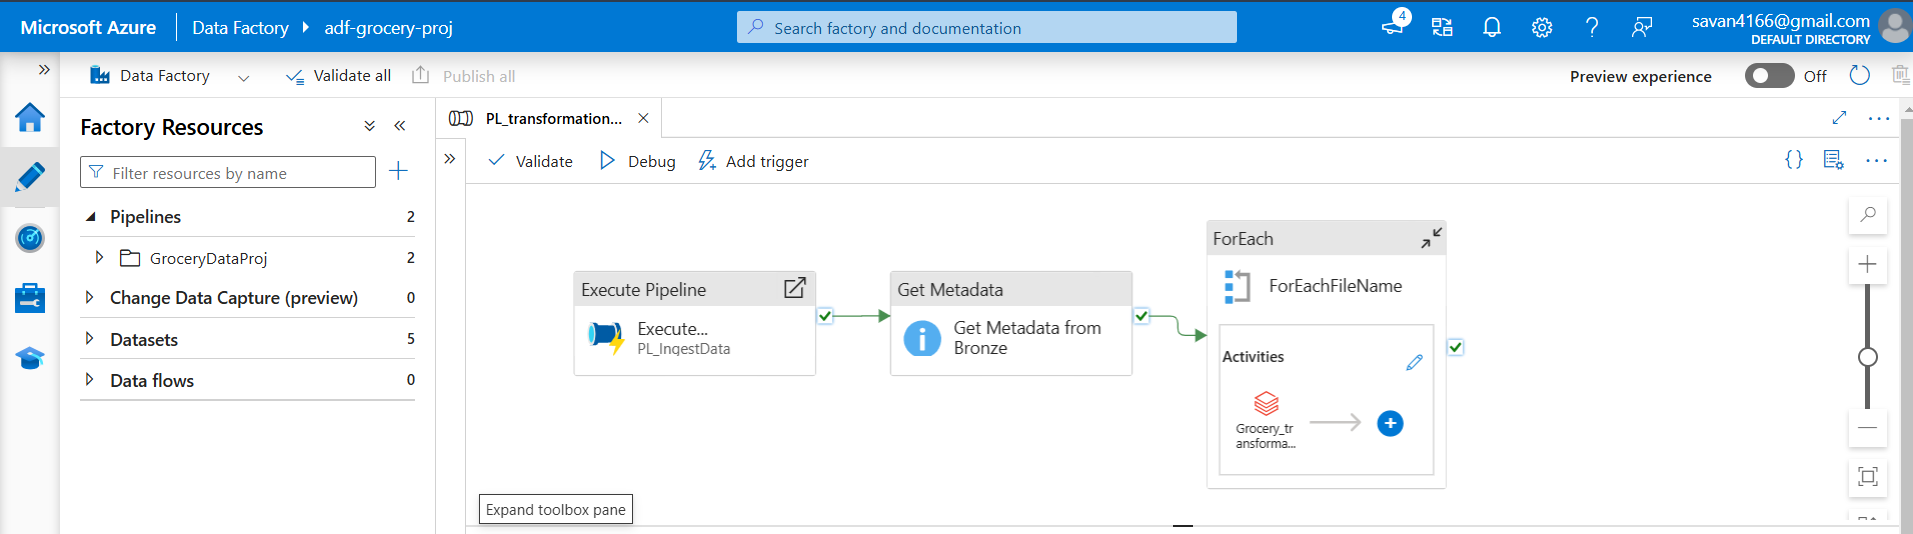 Microsoft Azure
Data Factory
adf-grocery-proj
Search factory and documentation
4
savan4166@gmail.com
DEFAULT DIRECTORY
Data Factory
Validate all
Publish all
Preview experience
Off
Factory Resources
Filter resources by name
Pipelines 2
GroceryDataProj 2
Change Data Capture (preview) 0
Datasets 5
Data flows 0
PL_transformation...
Validate
Debug
Add trigger
{}
Execute Pipeline
Execute...
PL_IngestData
Get Metadata
Get Metadata from
Bronze
ForEach
ForEachFileName
Activities
Grocery_tr
ansforma...
Expand toolbox pane